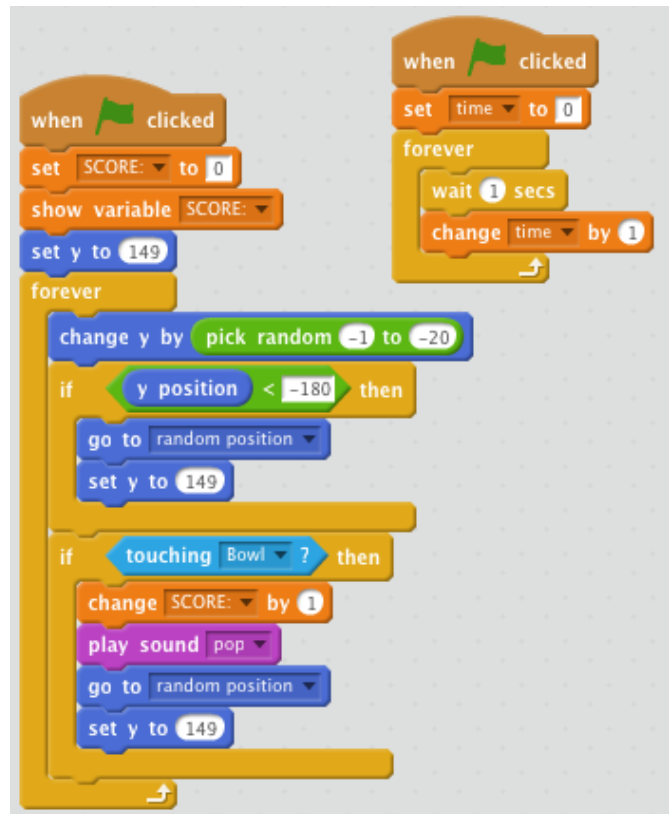 when clicked
set SCORE: to 0
show variable SCORE:
set y to 149
forever
change y by pick random -1 to -20
if y position < -180 then
go to random position
set y to 149
if touching Bowl ? then
change SCORE: by 1
play sound pop
go to random position
set y to 149
when clicked
set time to 0
forever
wait 1 secs
change time by 1